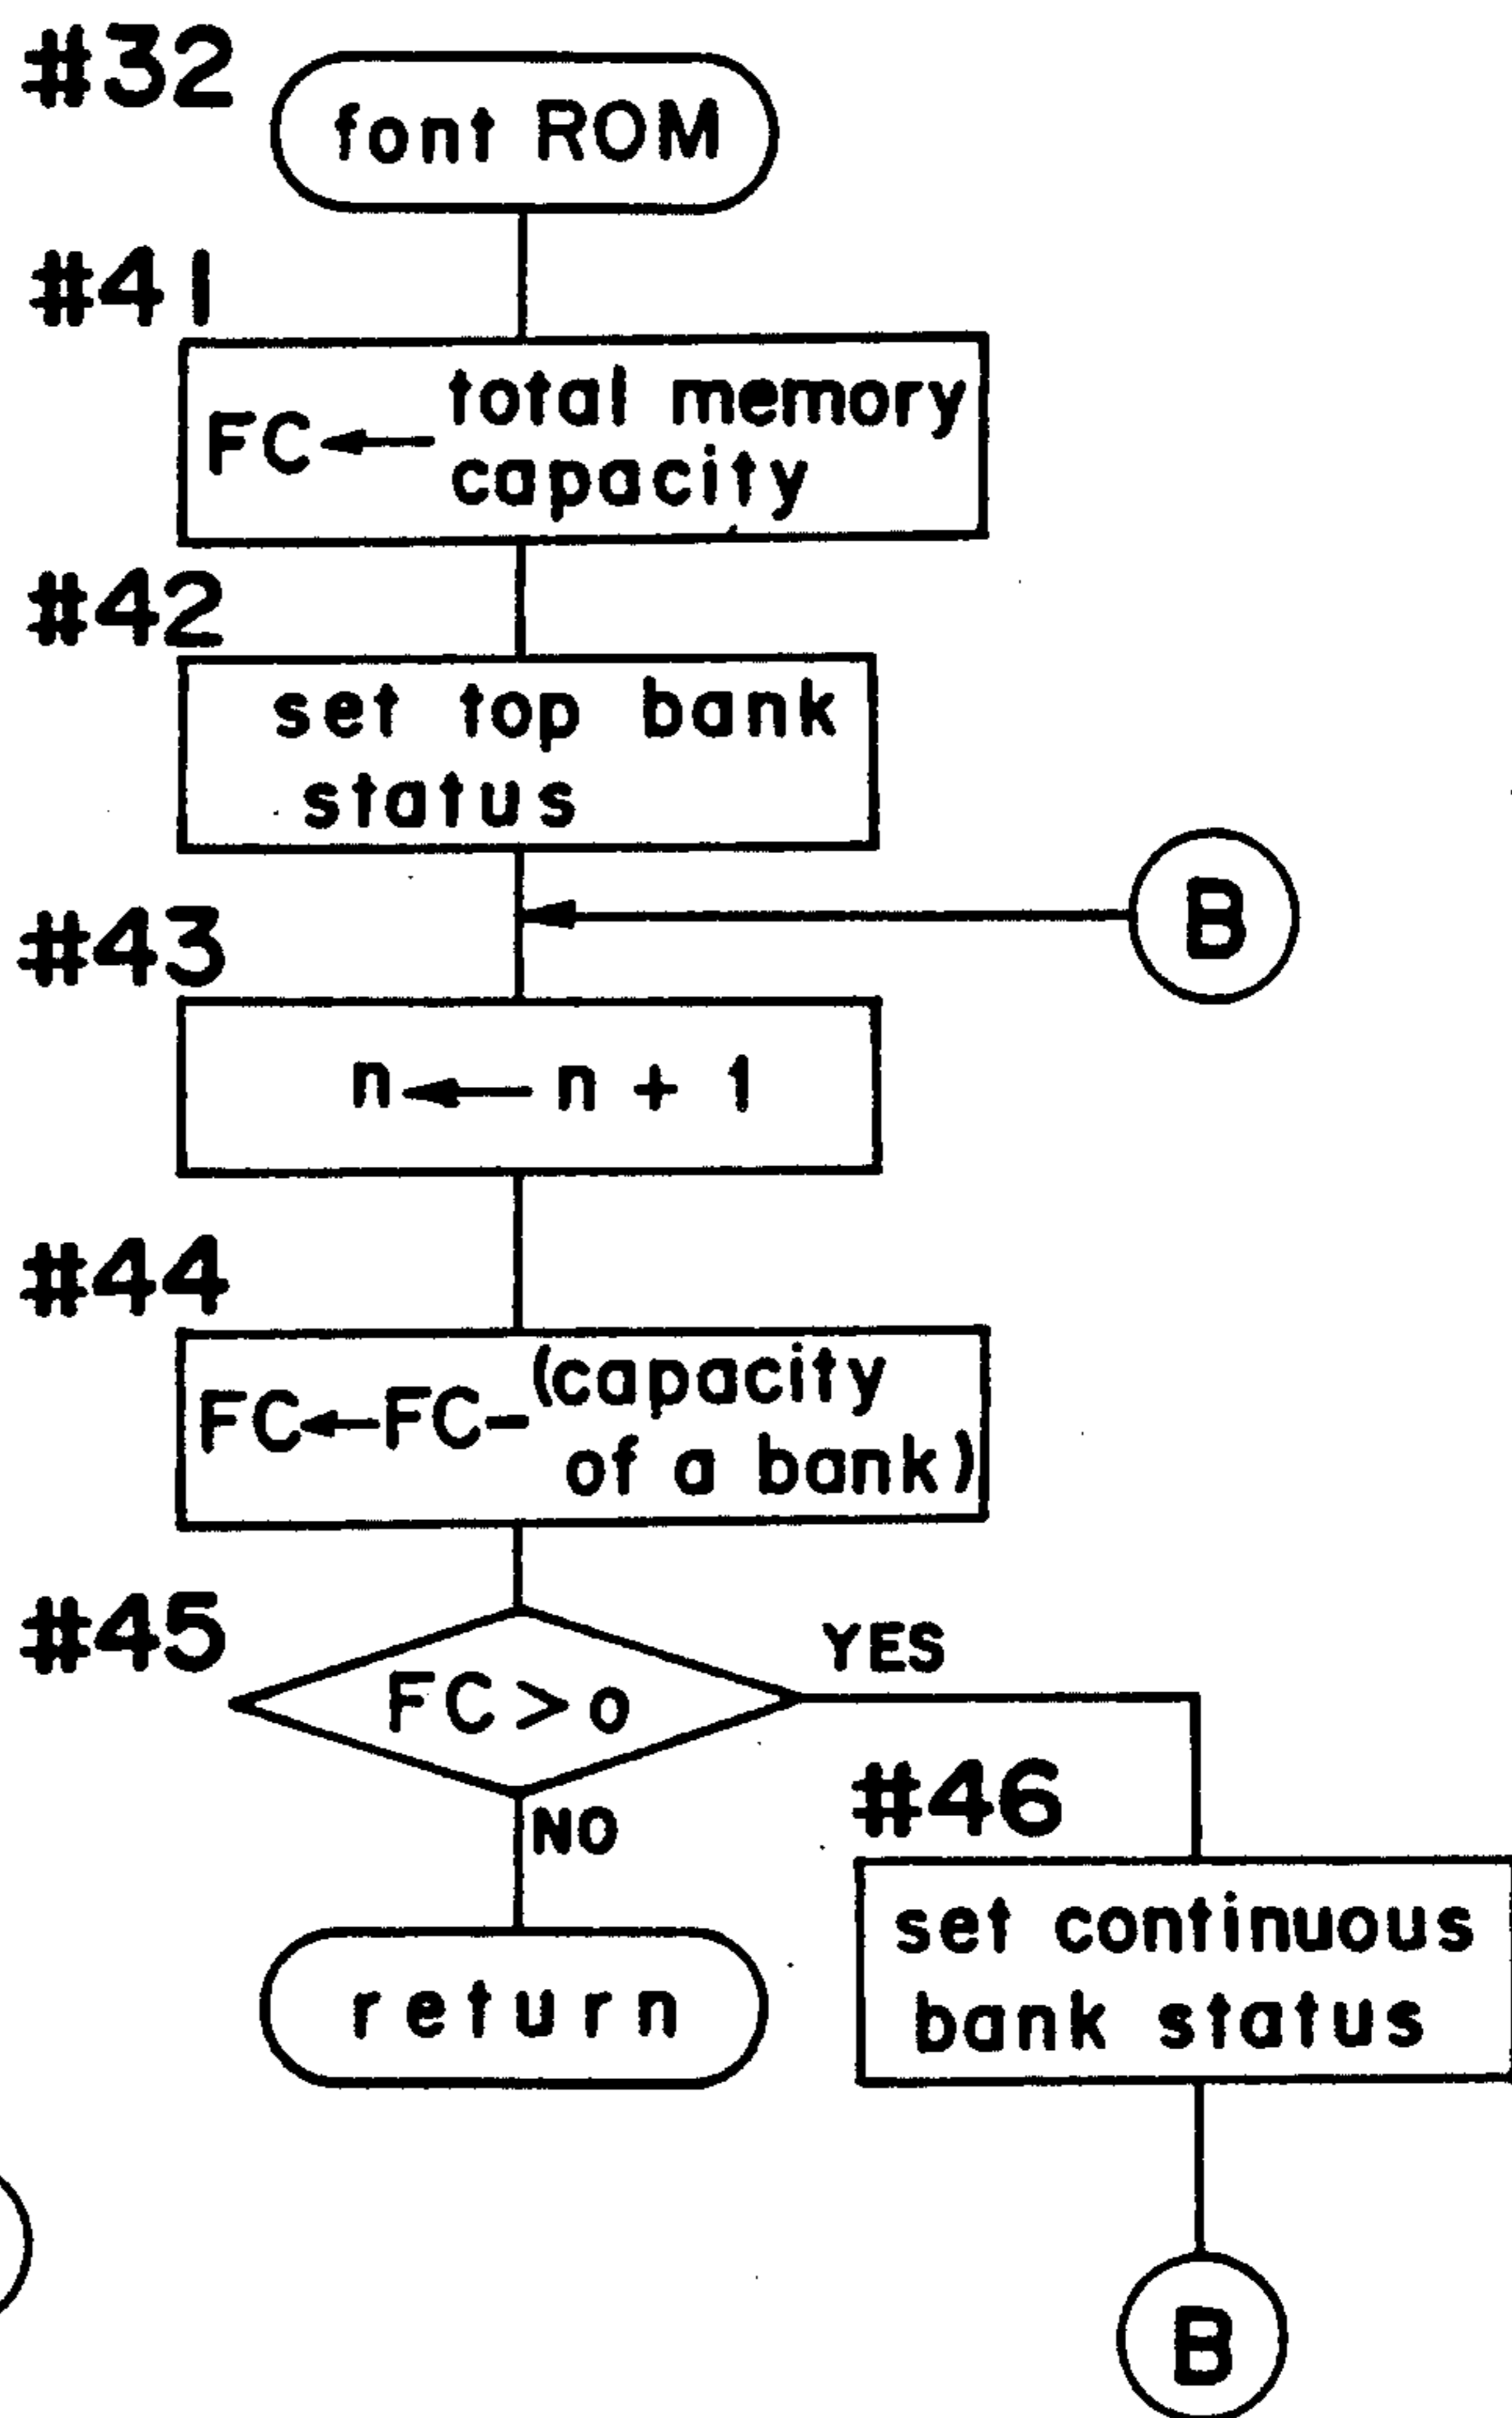 #32
font ROM
#41
FC ← total memory
capacity
#42
set top bank
status
B
#43
n ← n + 1
#44
FC ← FC - (capacity
of a bank)
#45
FC > o
YES
NO
#46
set continuous
bank status
return
B